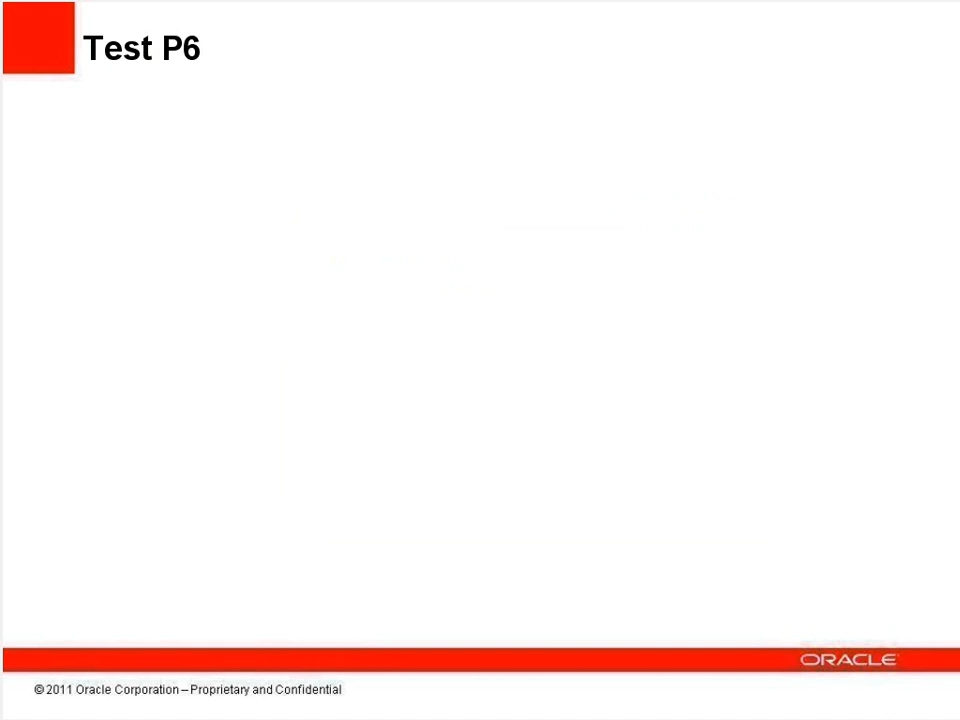 Test P6
ORACLE
© 2011 Oracle Corporation – Proprietary and Confidential